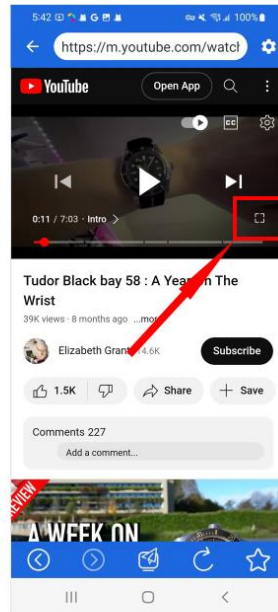 5:42
100%
https://m.youtube.com/watch
YouTube
Open App
CC
0:11 / 7:03 · Intro
Tudor Black bay 58 : A Year On The
Wrist
39K views · 8 months ago ...more
Elizabeth Grant 14.6K
Subscribe
1.5K
Share
Save
Comments 227
Add a comment...
REVIEW
A WEEK ON